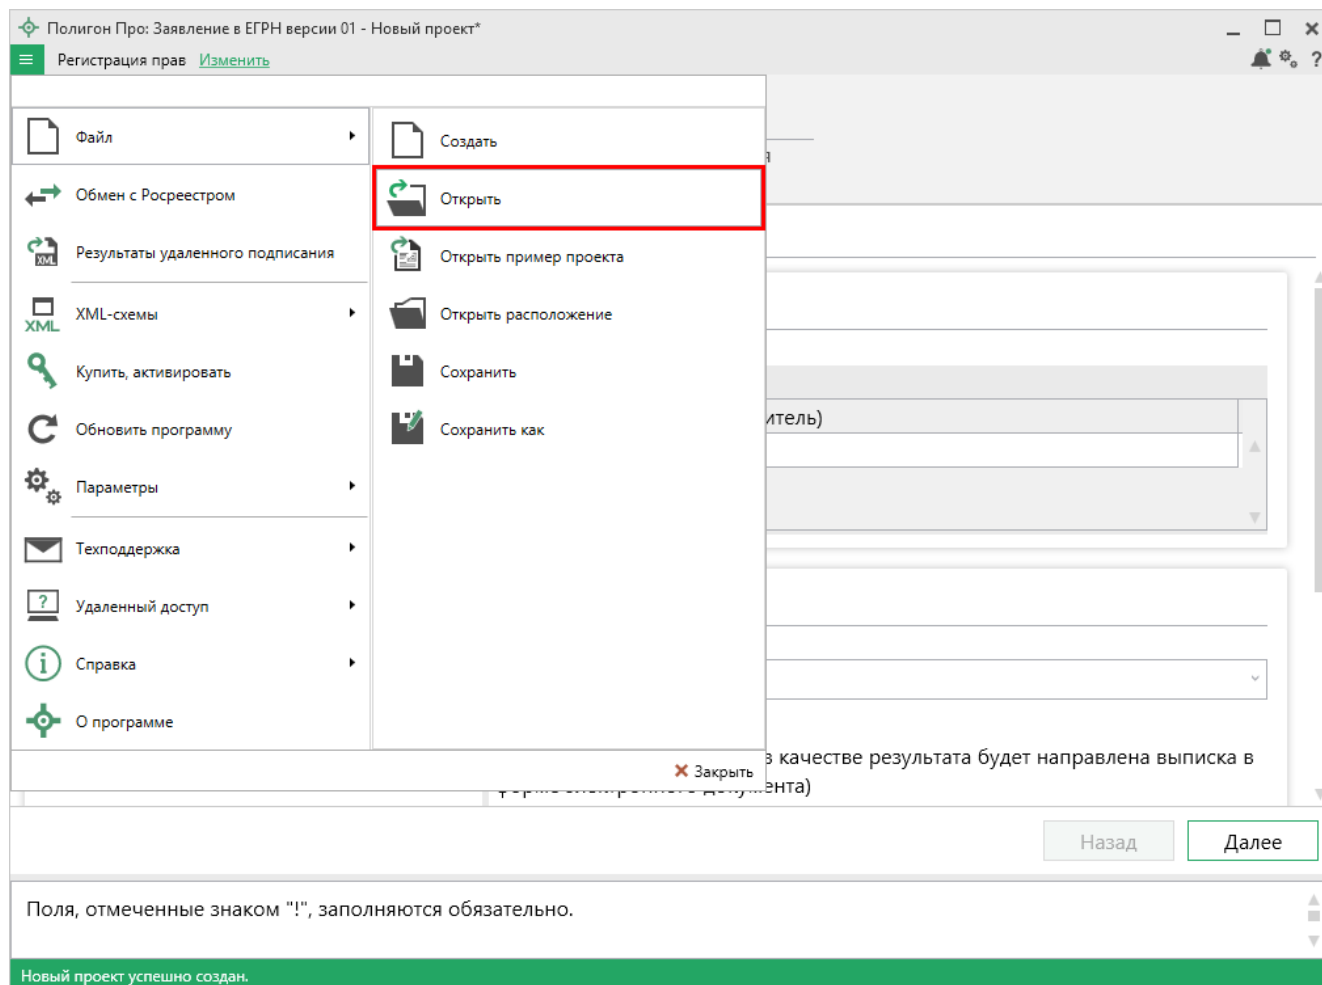 Полигон Про: Заявление в ЕГРН версии 01 - Новый проект*
Регистрация прав Изменить
Файл
Обмен с Росреестром
Результаты удаленного подписания
XML-схемы
Купить, активировать
Обновить программу
Параметры
Техподдержка
Удаленный доступ
Справка
О программе
Создать
Открыть
Открыть пример проекта
Открыть расположение
Сохранить
Сохранить как
Закрыть
я
итель)
в качестве результата будет направлена выписка в
ента)
Назад
Далее
Поля, отмеченные знаком "!", заполняются обязательно.
Новый проект успешно создан.